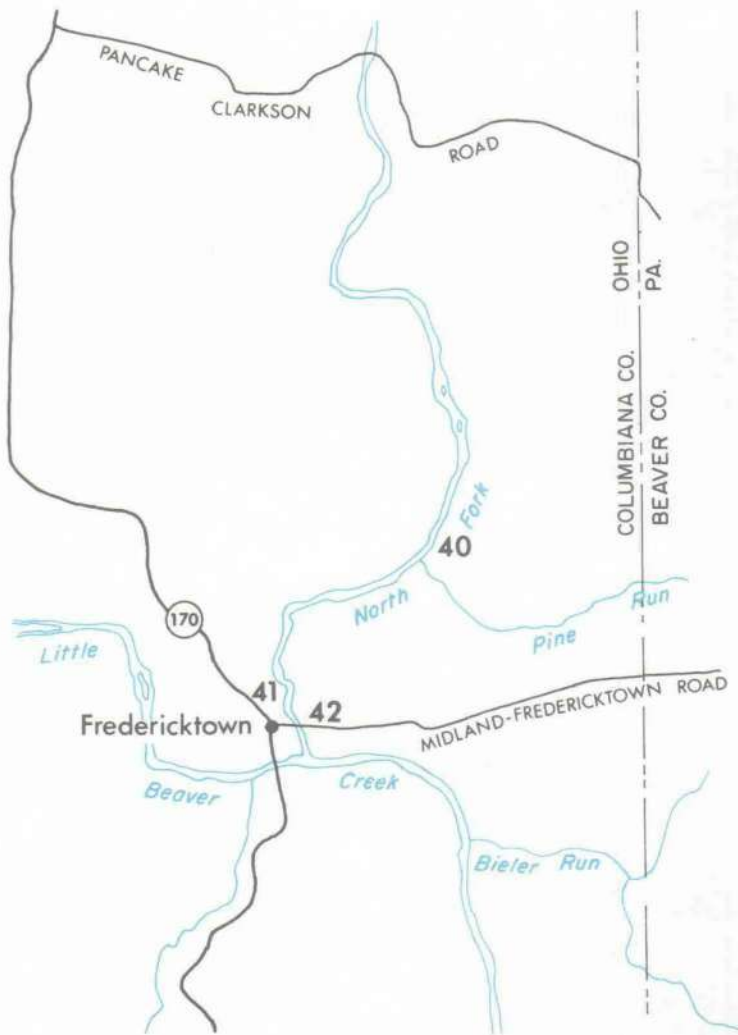 PANCAKE
CLARKSON
ROAD
OHIO
PA.
COLUMBIANA CO.
BEAVER CO.
Fork
40
North
Pine
Run
170
Little
41
42
Fredericktown
MIDLAND-FREDERICKTOWN ROAD
Beaver
Creek
Bieler Run